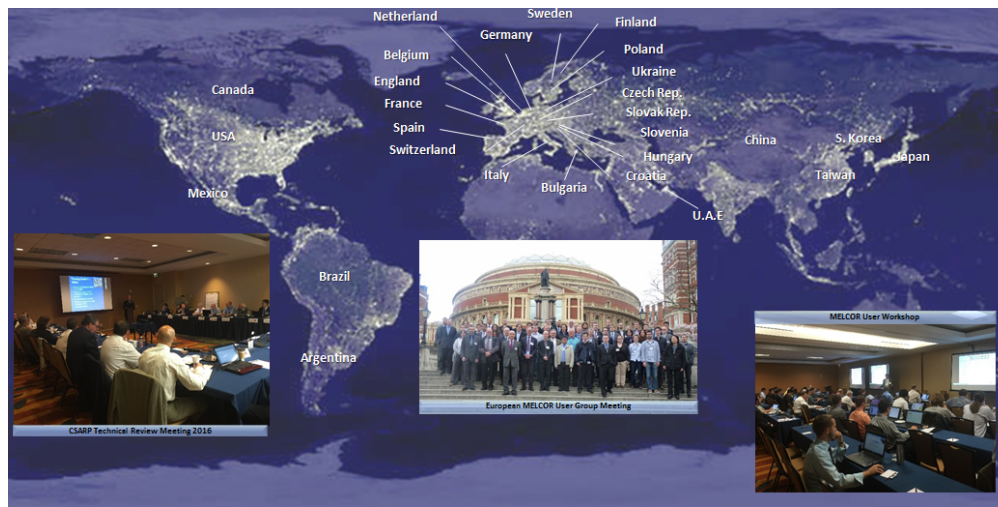 Netherland
Sweden
Finland
Germany
Belgium
Poland
England
Ukraine
Canada
Czech Rep.
France
Slovak Rep.
Spain
Slovenia
USA
China
S. Korea
Switzerland
Hungary
Japan
Italy
Croatia
Taiwan
Bulgaria
Mexico
U.A.E
Brazil
MELCOR User Workshop
Argentina
European MELCOR User Group Meeting
CSARP Technical Review Meeting 2016